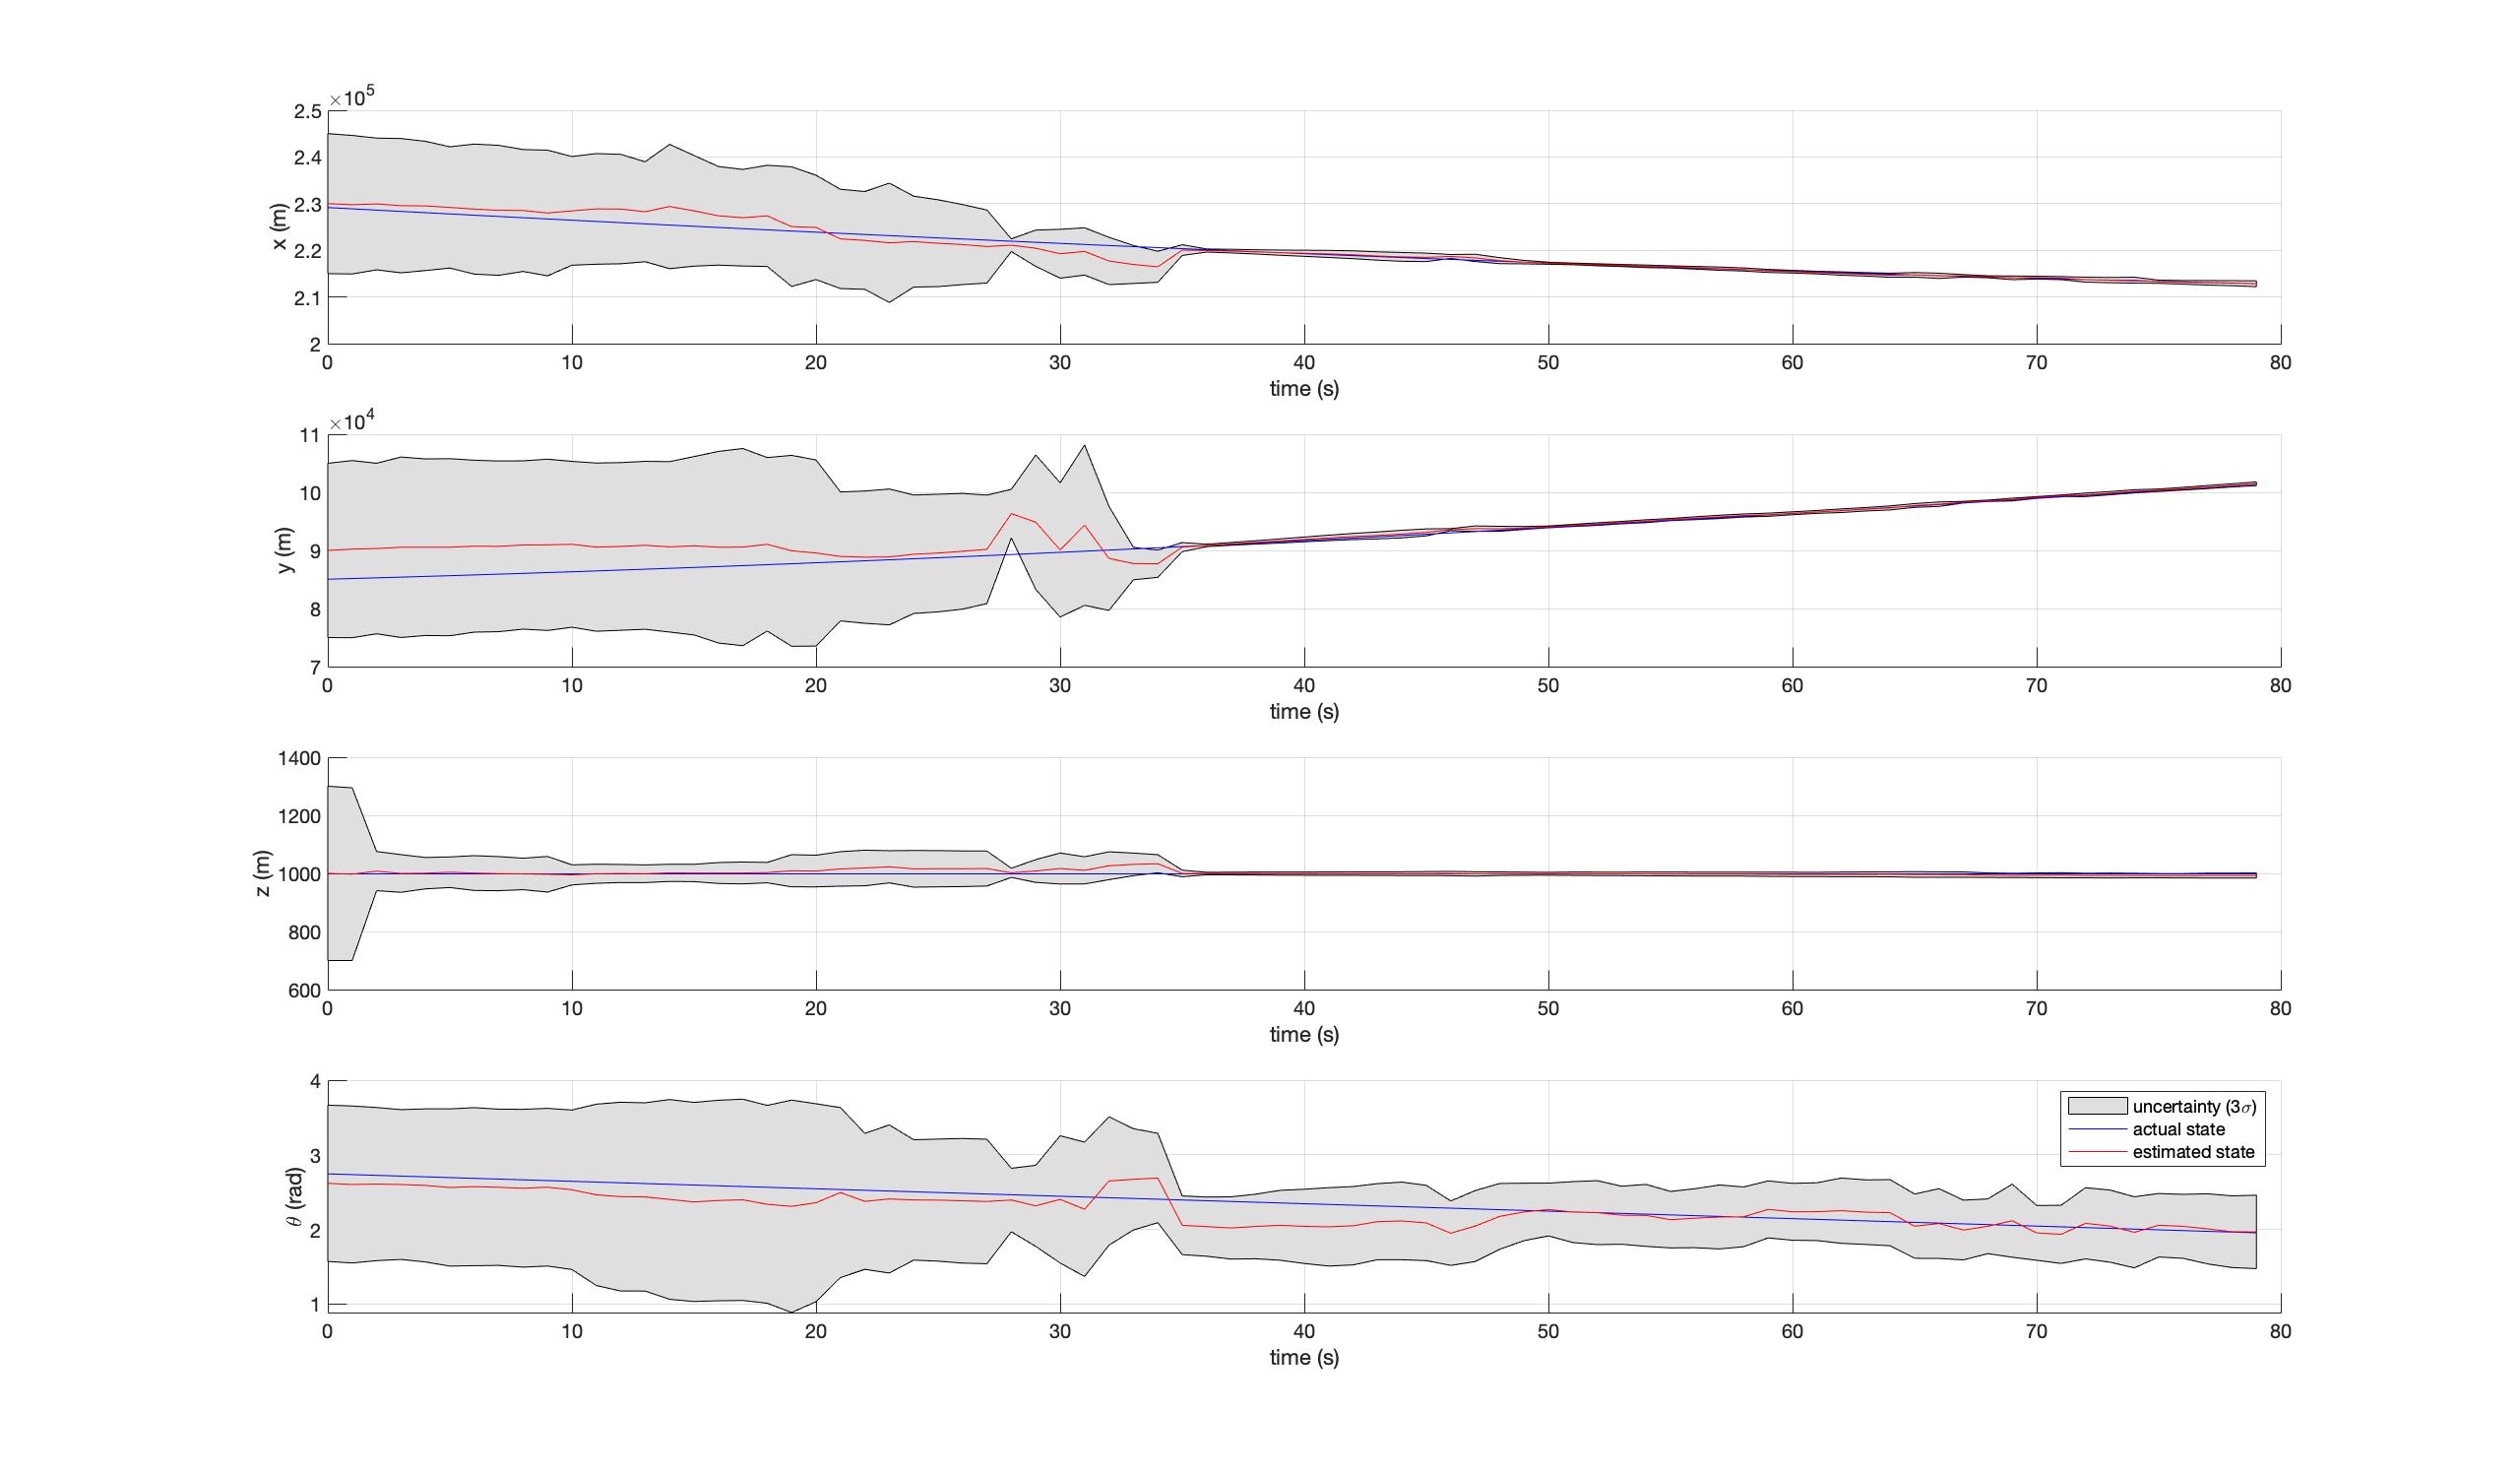 ×10^5
2.5
2.4
2.3
2.2
2.1
2
x (m)
0 10 20 30 40 50 60 70 80
time (s)
×10^4
11
10
9
8
7
y (m)
0 10 20 30 40 50 60 70 80
time (s)
1400
1200
1000
800
600
z (m)
0 10 20 30 40 50 60 70 80
time (s)
4
3
2
1
θ (rad)
uncertainty (3σ)
actual state
estimated state
0 10 20 30 40 50 60 70 80
time (s)